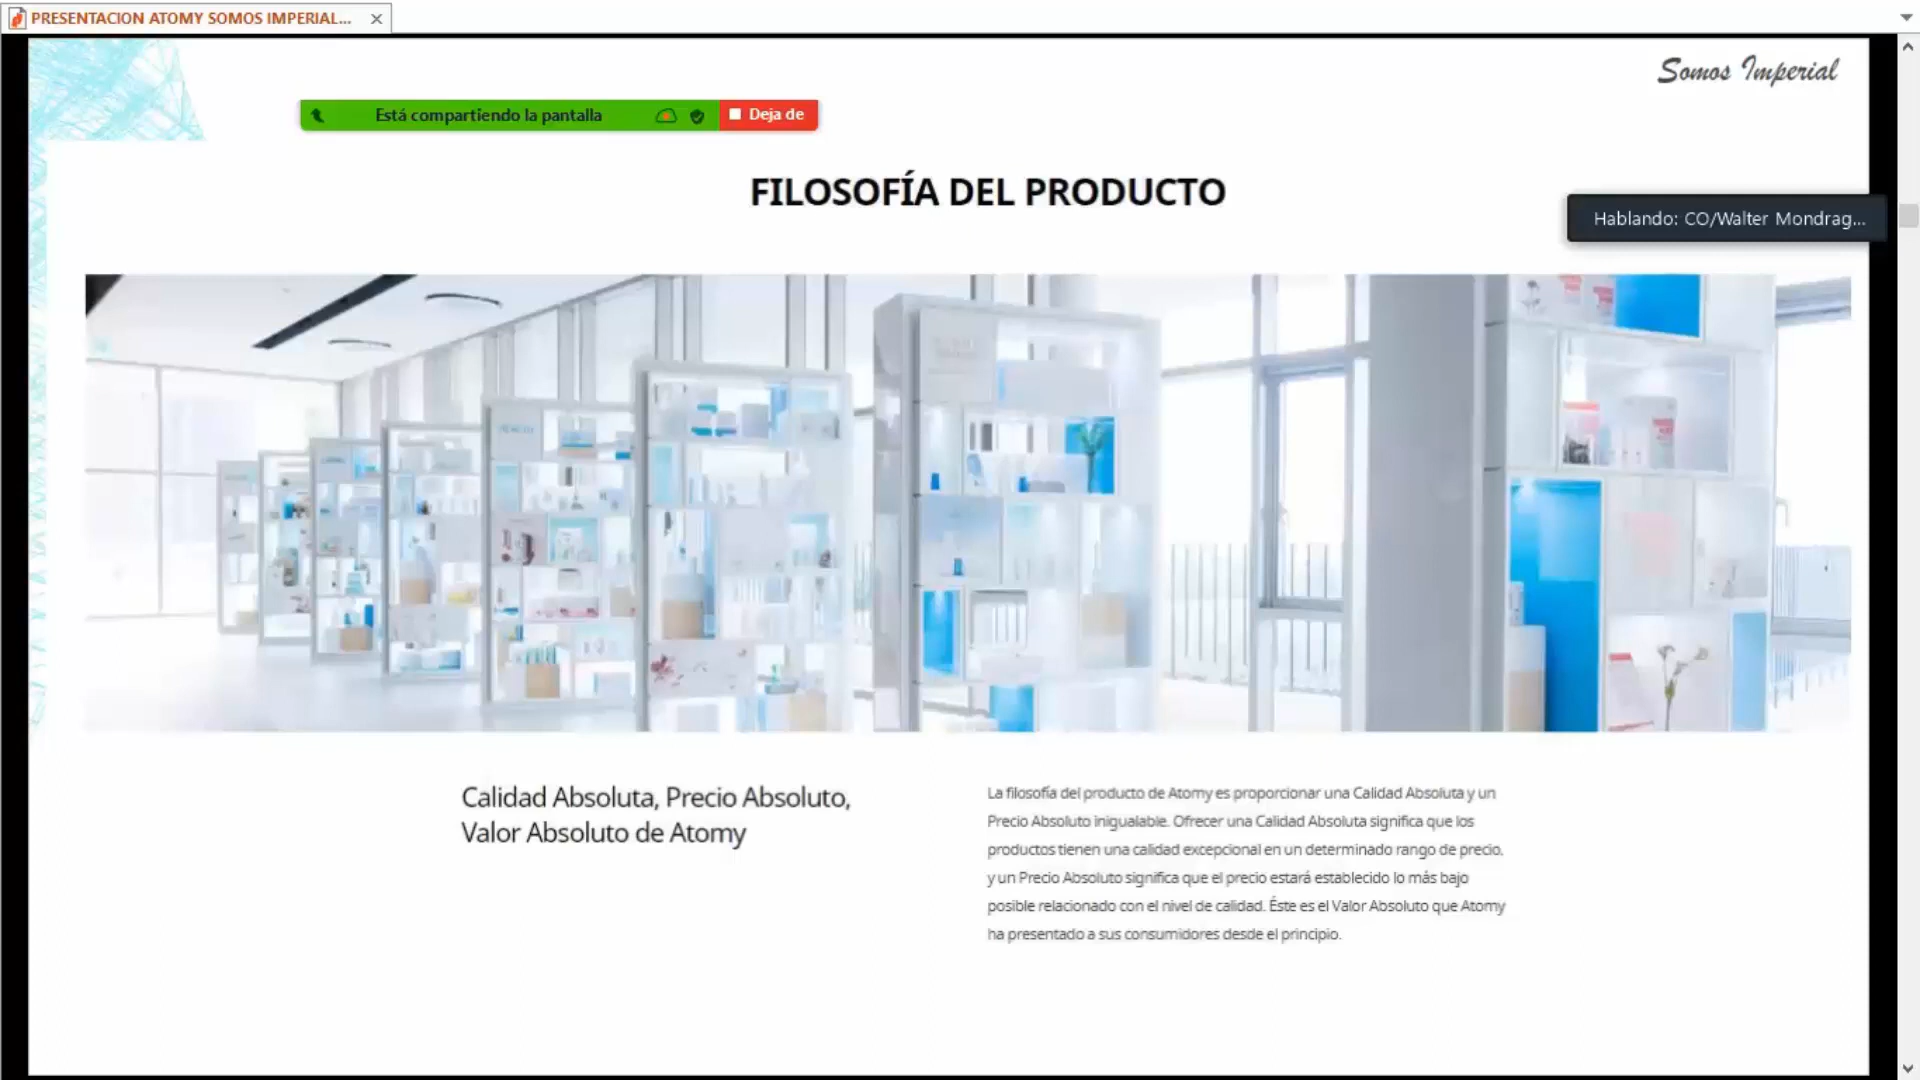 PRESENTACION ATOMY SOMOS IMPERIAL...
Somos Imperial
Está compartiendo la pantalla
Deja de
FILOSOFÍA DEL PRODUCTO
Hablando: CO/Walter Mondrag...
Calidad Absoluta, Precio Absoluto,
Valor Absoluto de Atomy
La filosofía del producto de Atomy es proporcionar una Calidad Absoluta y un
Precio Absoluto inigualable. Ofrecer una Calidad Absoluta significa que los
productos tienen una calidad excepcional en un determinado rango de precio,
y un Precio Absoluto significa que el precio estará establecido lo más bajo
posible relacionado con el nivel de calidad. Éste es el Valor Absoluto que Atomy
ha presentado a sus consumidores desde el principio.